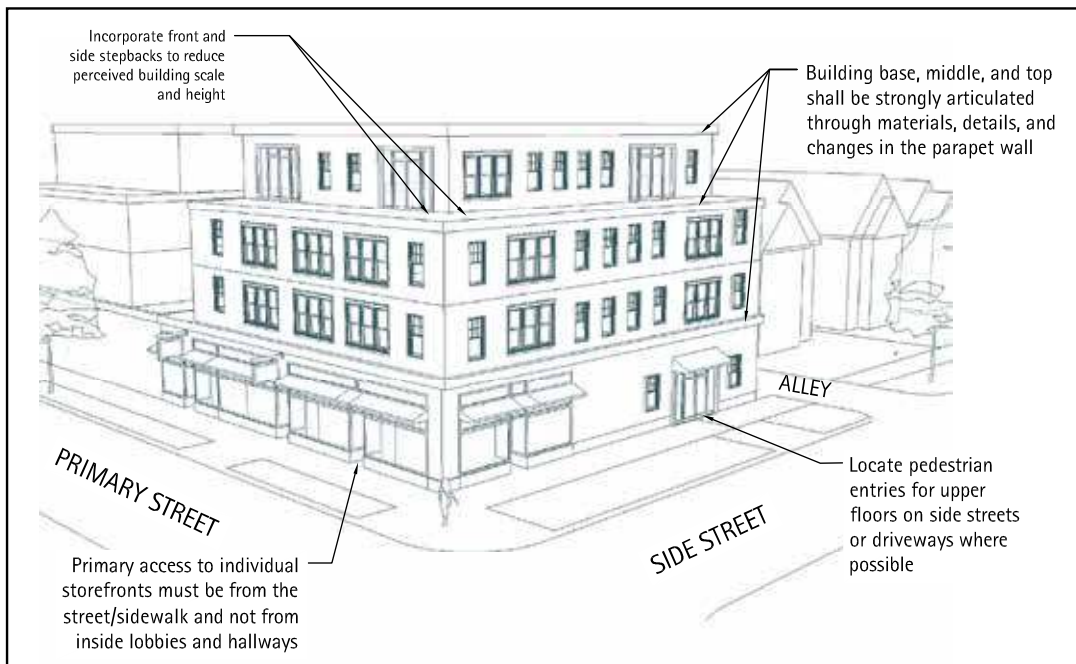 Incorporate front and
side stepbacks to reduce
perceived building scale
and height
Building base, middle, and top
shall be strongly articulated
through materials, details, and
changes in the parapet wall
ALLEY
PRIMARY STREET
SIDE STREET
Locate pedestrian
entries for upper
floors on side streets
or driveways where
possible
Primary access to individual
storefronts must be from the
street/sidewalk and not from
inside lobbies and hallways